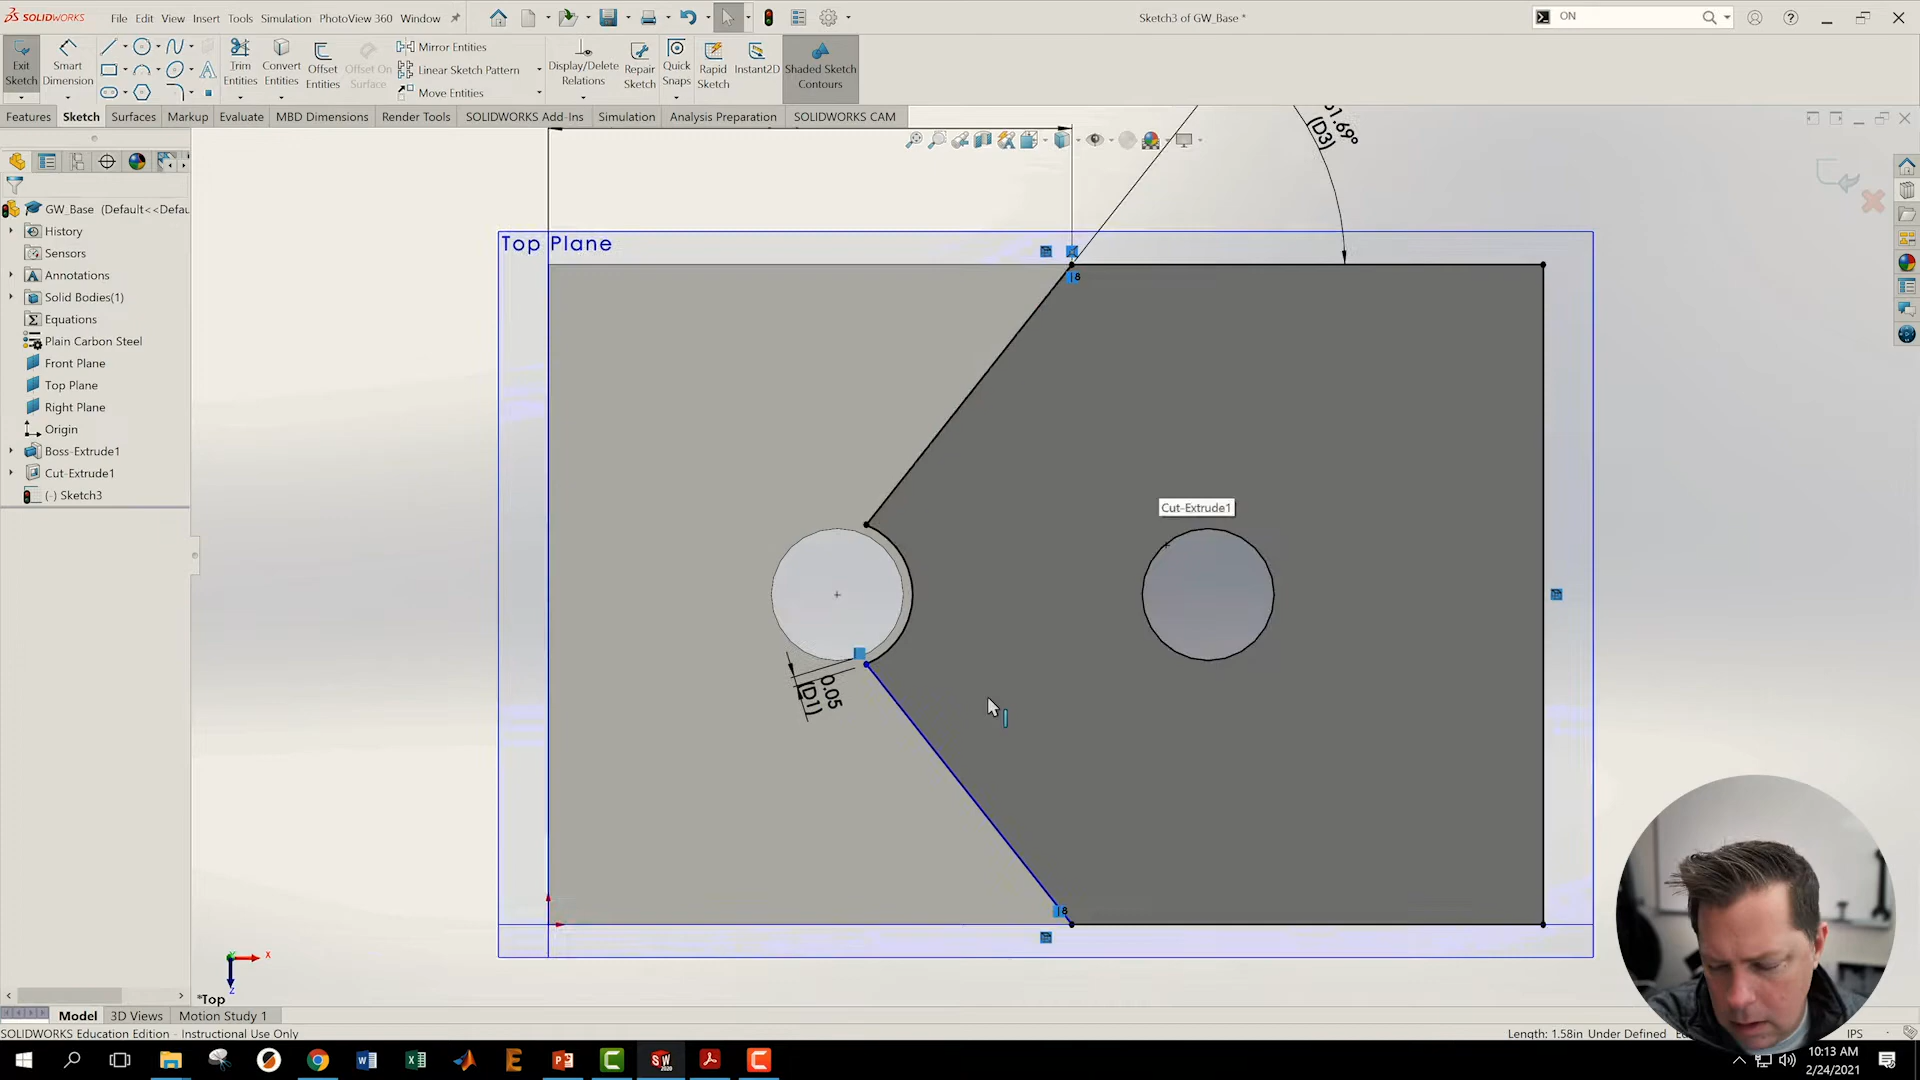 SOLIDWORKS File Edit View Insert Tools Simulation PhotoView 360 Window
Sketch3 of GW_Base *
ON
Exit Sketch
Smart Dimension
Trim Entities
Convert Entities
Offset Entities
Offset On Surface
Mirror Entities
Linear Sketch Pattern
Move Entities
Display/Delete Relations
Repair Sketch
Quick Snaps
Rapid Sketch
Instant2D
Shaded Sketch Contours
Features Sketch Surfaces Markup Evaluate MBD Dimensions Render Tools SOLIDWORKS Add-Ins Simulation Analysis Preparation SOLIDWORKS CAM
GW_Base (Default<<Defau
History
Sensors
Annotations
Solid Bodies(1)
Equations
Plain Carbon Steel
Front Plane
Top Plane
Right Plane
Origin
Boss-Extrude1
Cut-Extrude1
(-) Sketch3
Top Plane
(D3)
8
Cut-Extrude1
0.05
(D1)
8
X
Z
*Top
Model 3D Views Motion Study 1
SOLIDWORKS Education Edition - Instructional Use Only
Length: 1.58in Under Defined
IPS
10:13 AM
2/24/2021